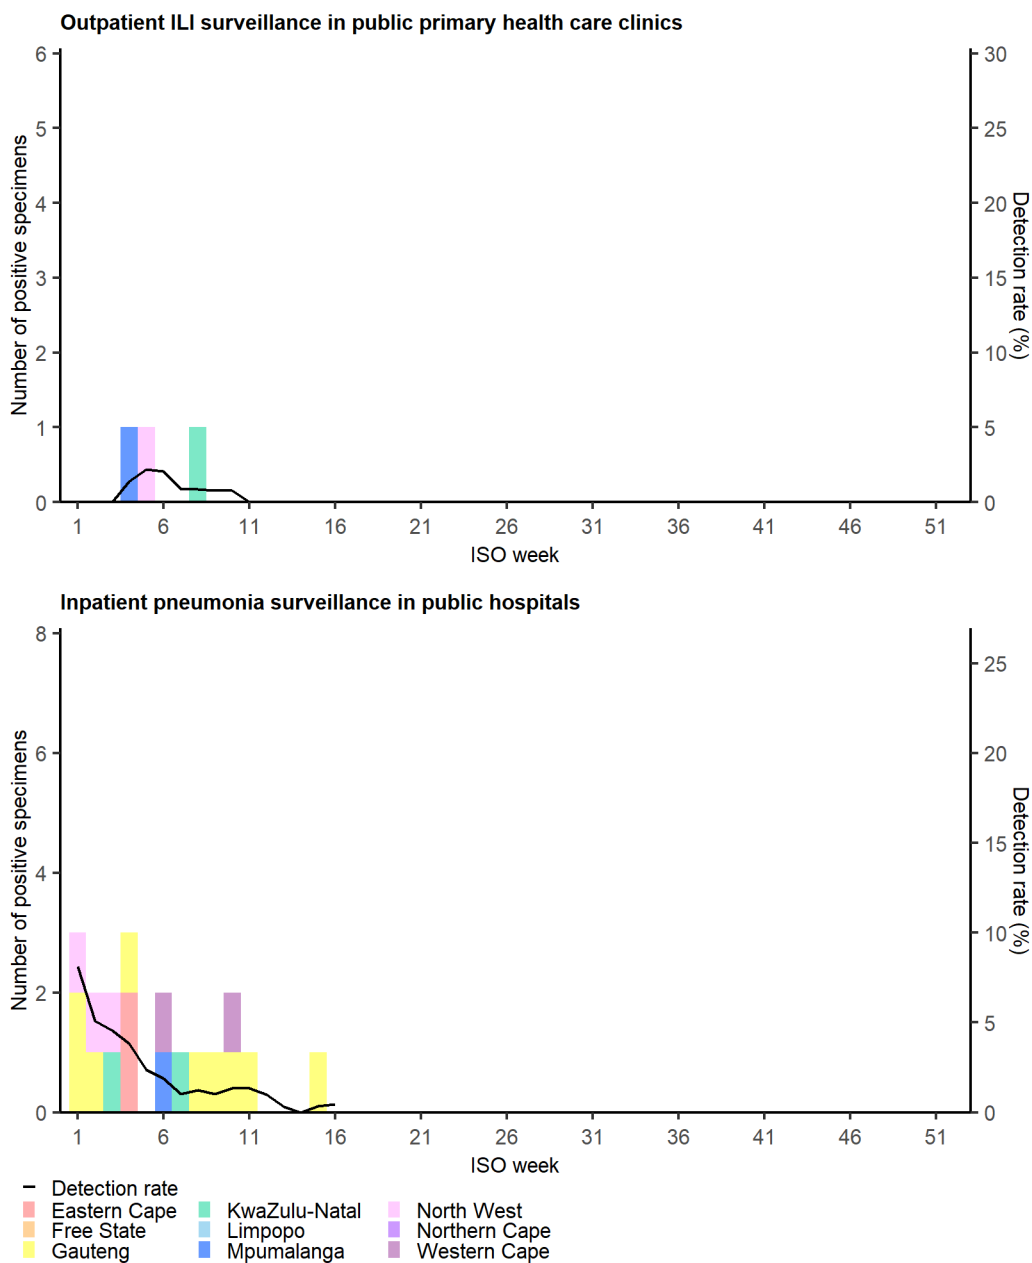 Outpatient ILI surveillance in public primary health care clinics
6
5
4
3
2
1
0
Number of positive specimens
30
25
20
15
10
5
0
Detection rate (%)
1 6 11 16 21 26 31 36 41 46 51
ISO week
Inpatient pneumonia surveillance in public hospitals
8
6
4
2
0
Number of positive specimens
25
20
15
10
5
0
Detection rate (%)
1 6 11 16 21 26 31 36 41 46 51
ISO week
Detection rate
Eastern Cape KwaZulu-Natal North West
Free State Limpopo Northern Cape
Gauteng Mpumalanga Western Cape